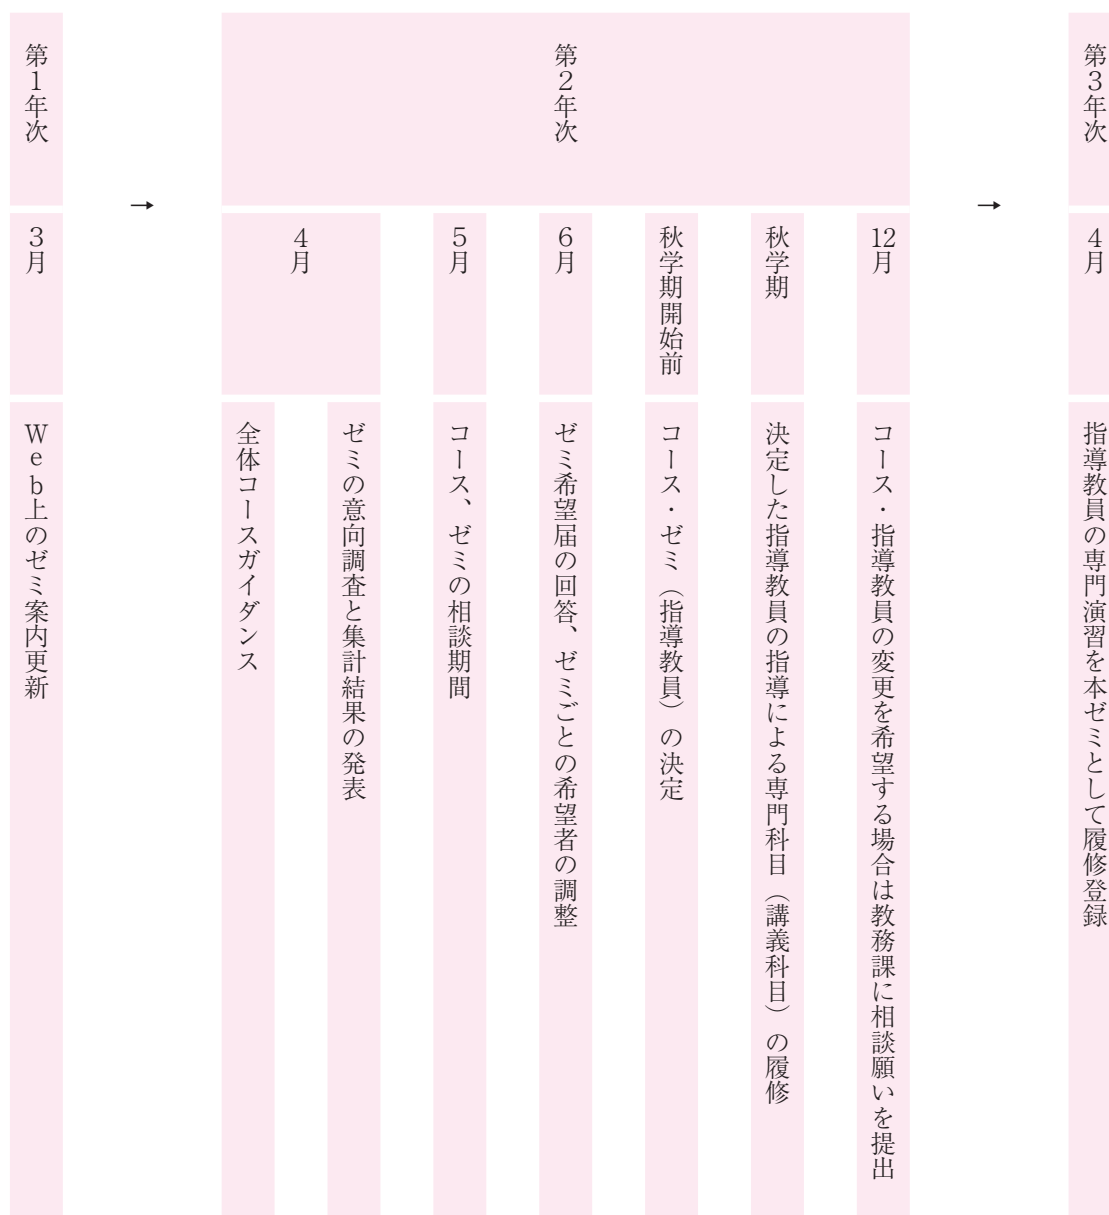 第1年次
3月
Web上のゼミ案内更新
→
第2年次
4月
全体コースガイダンス
ゼミの意向調査と集計結果の発表
5月
コース、ゼミの相談期間
6月
ゼミ希望届の回答、ゼミごとの希望者の調整
秋学期開始前
コース・ゼミ（指導教員）の決定
秋学期
決定した指導教員の指導による専門科目（講義科目）の履修
12月
コース・指導教員の変更を希望する場合は教務課に相談願いを提出
→
第3年次
4月
指導教員の専門演習を本ゼミとして履修登録